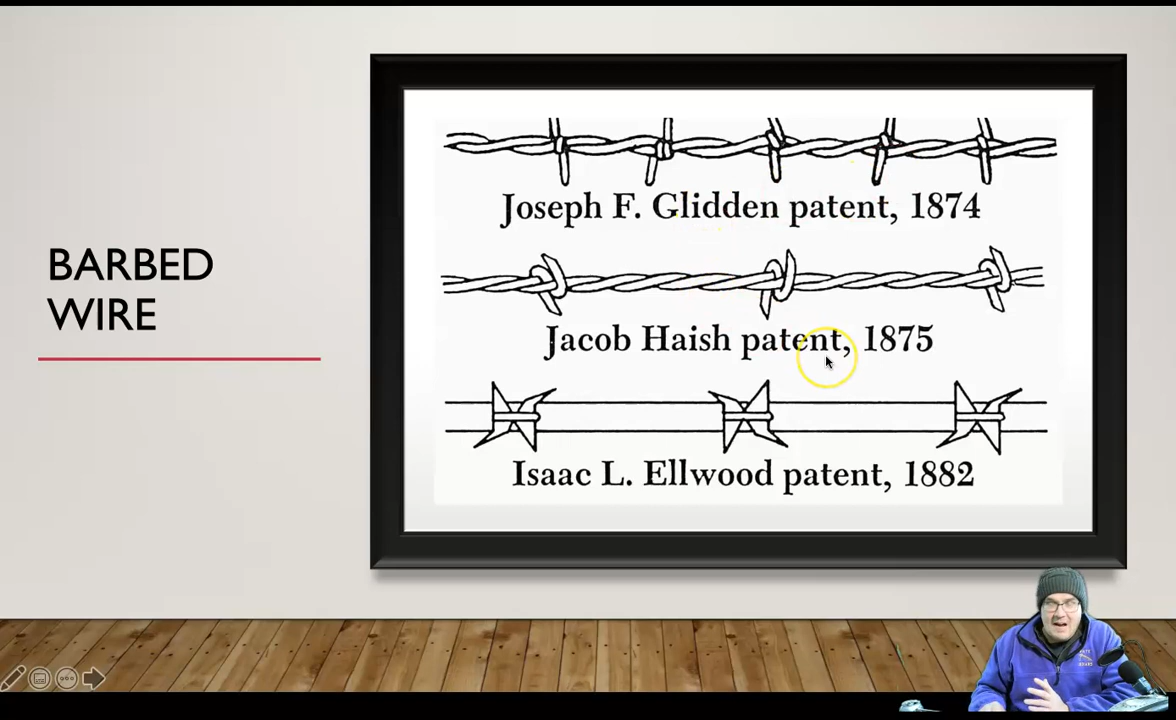 BARBED
WIRE
Joseph F. Glidden patent, 1874
Jacob Haish patent, 1875
Isaac L. Ellwood patent, 1882